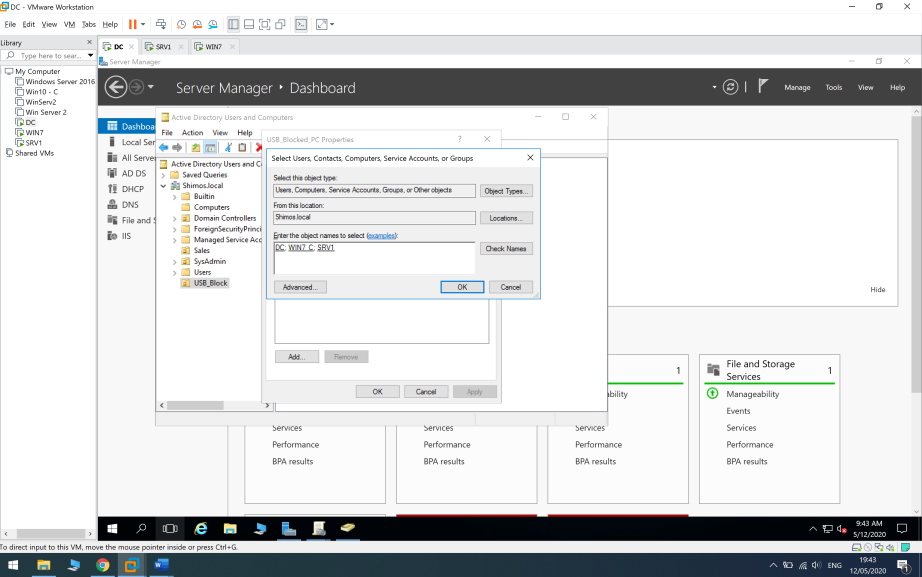 DC - VMware Workstation
File Edit View VM Tabs Help
Library
Type here to sear...
My Computer
Windows Server 2016
Win10 - C
WinServ2
Win Server 2
DC
WIN7
SRV1
Shared VMs
DC
SRV1
WIN7
Server Manager
Server Manager • Dashboard
Manage Tools View Help
Dashboa
Local Ser
All Server
AD DS
DHCP
DNS
File and S
IIS
Active Directory Users and Computers
File Action View Help
Active Directory Users and C
Saved Queries
Shimos.local
Builtin
Computers
Domain Controllers
ForeignSecurityPrinci
Managed Service Acc
Sales
SysAdmin
Users
USB_Block
USB_Blocked_PC Properties
Select Users, Contacts, Computers, Service Accounts, or Groups
Select this object type:
Users, Computers, Service Accounts, Groups, or Other objects
Object Types...
From this location:
Shimos.local
Locations...
Enter the object names to select (examples):
DC; WIN7_C; SRV1
Check Names
Advanced...
OK
Cancel
Add...
Remove
OK
Cancel
Apply
Hide
1
bility
File and Storage
Services
1
Manageability
Events
Services
Performance
BPA results
Services
Performance
BPA results
Services
Performance
BPA results
Services
Performance
BPA results
9:43 AM
5/12/2020
To direct input to this VM, move the mouse pointer inside or press Ctrl+G.
ENG
19:43
12/05/2020